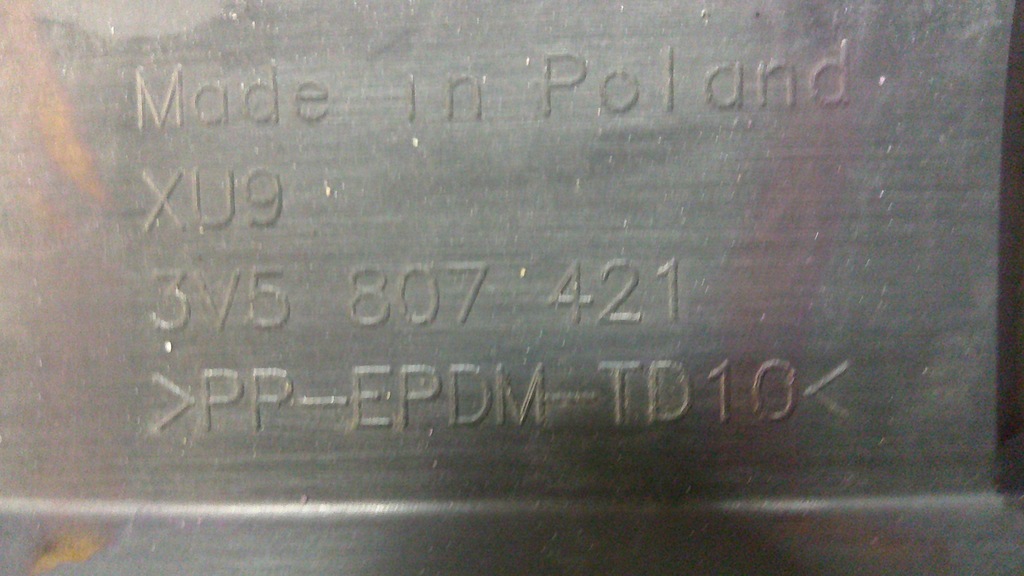 Made in Poland
XU9
3V5 807 421
>PP-EPDM-TD10<